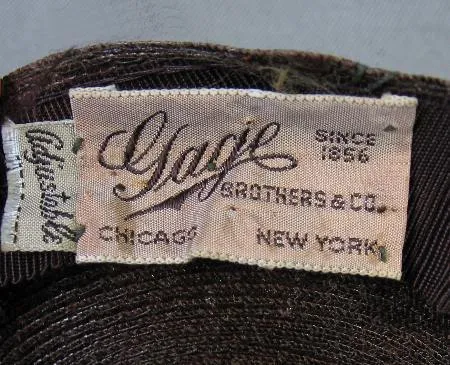 Gage
SINCE
1856
BROTHERS & CO.
CHICAGO
NEW YORK
Adjustable